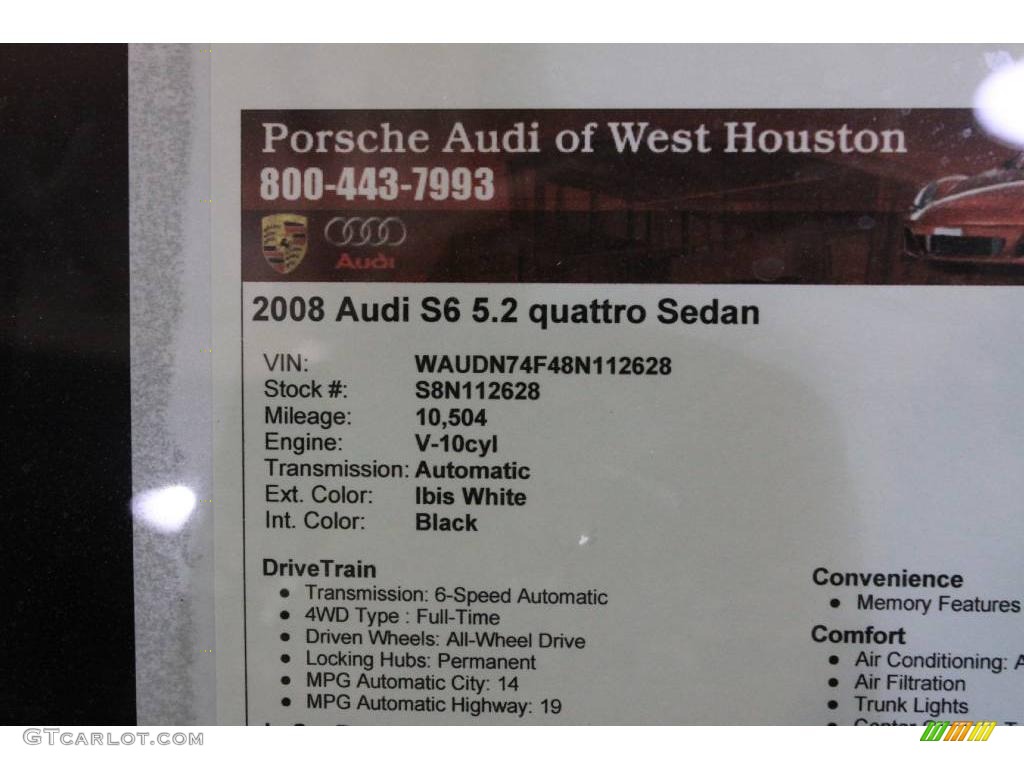 Porsche Audi of West Houston
800-443-7993
Audi
2008 Audi S6 5.2 quattro Sedan
VIN: WAUDN74F48N112628
Stock #: S8N112628
Mileage: 10,504
Engine: V-10cyl
Transmission: Automatic
Ext. Color: Ibis White
Int. Color: Black
DriveTrain
• Transmission: 6-Speed Automatic
• 4WD Type : Full-Time
• Driven Wheels: All-Wheel Drive
• Locking Hubs: Permanent
• MPG Automatic City: 14
• MPG Automatic Highway: 19
Convenience
• Memory Features
Comfort
• Air Conditioning: A
• Air Filtration
• Trunk Lights
GTcarlot.com